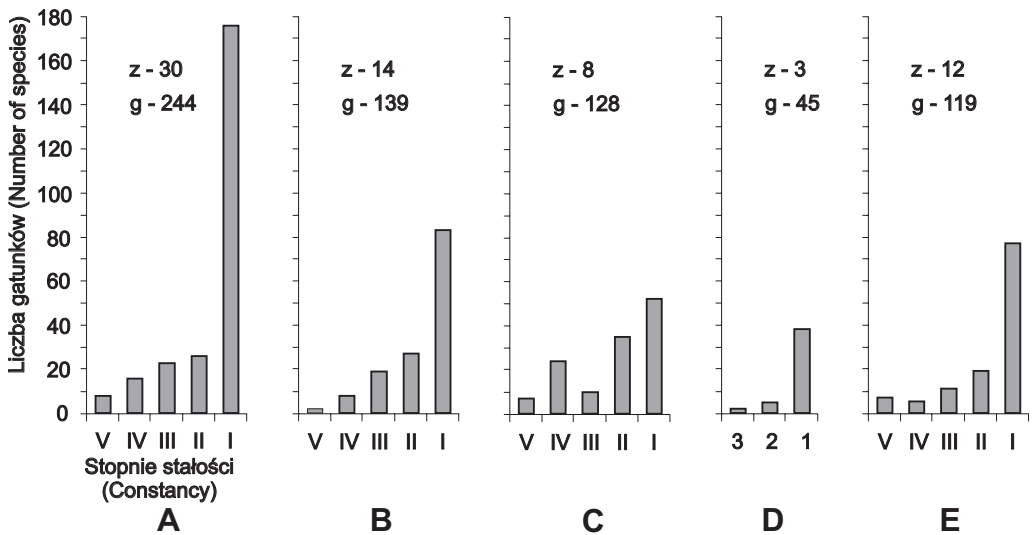 Liczba gatunków (Number of species)
180
160
140
120
100
80
60
40
20
0
z - 30
g - 244
V IV III II I
Stopnie stałości
(Constancy)
A
z - 14
g - 139
V IV III II I
B
z - 8
g - 128
V IV III II I
C
z - 3
g - 45
3 2 1
D
z - 12
g - 119
V IV III II I
E